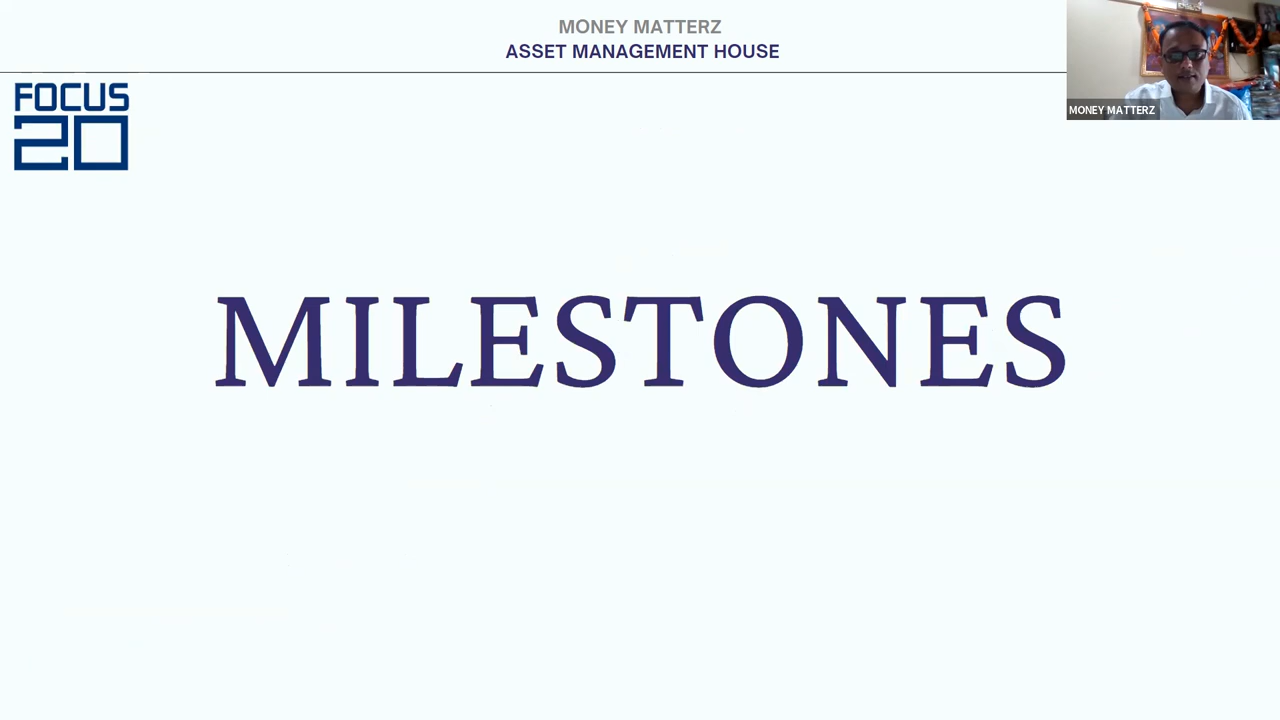 MONEY MATTERZ
ASSET MANAGEMENT HOUSE
MONEY MATTERZ
FOCUS
20
MILESTONES